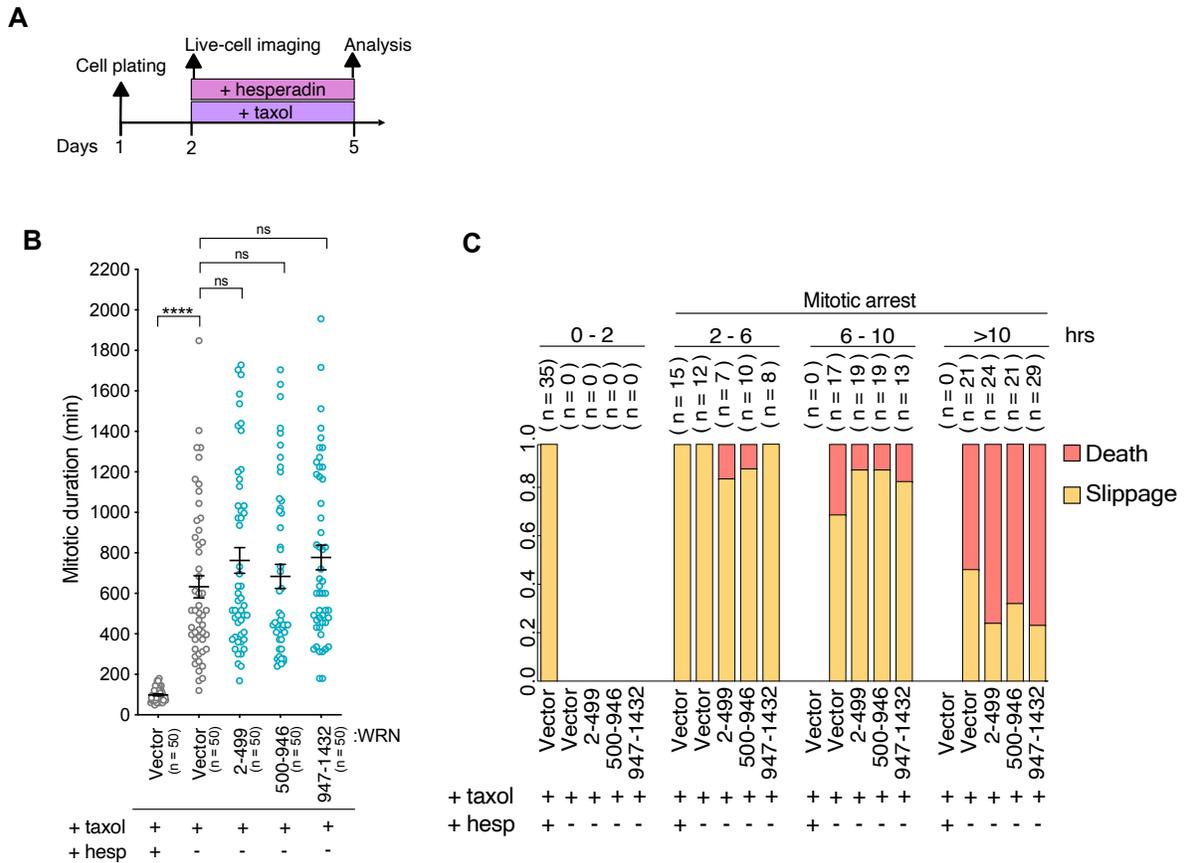 A
Live-cell imaging Analysis
Cell plating
+ hesperadin
+ taxol
Days 1 2 5
B
ns
ns
ns
****
Mitotic duration (min)
2200
2000
1800
1600
1400
1200
1000
800
600
400
200
0
Vector (n = 50)
Vector (n = 50)
2-499 (n = 50)
500-946 (n = 50)
947-1432 (n = 50)
:WRN
+ taxol + + + + +
+ hesp + - - - -
C
Mitotic arrest
0 - 2 2 - 6 6 - 10 >10 hrs
( n = 35) ( n = 0 ) ( n = 0 ) ( n = 0 ) ( n = 0 ) ( n = 15 ) ( n = 12 ) ( n = 7 ) ( n = 10 ) ( n = 8 ) ( n = 0 ) ( n = 17 ) ( n = 19 ) ( n = 19 ) ( n = 13 ) ( n = 0 ) ( n = 21 ) ( n = 24 ) ( n = 21 ) ( n = 29 )
1.0
0.8
0.6
0.4
0.2
0.0
Death
Slippage
Vector Vector 2-499 500-946 947-1432 Vector Vector 2-499 500-946 947-1432 Vector Vector 2-499 500-946 947-1432 Vector Vector 2-499 500-946 947-1432
+ taxol + + + + + + + + + + + + + + + + + + + +
+ hesp + - - - - + - - - - + - - - - + - - - -